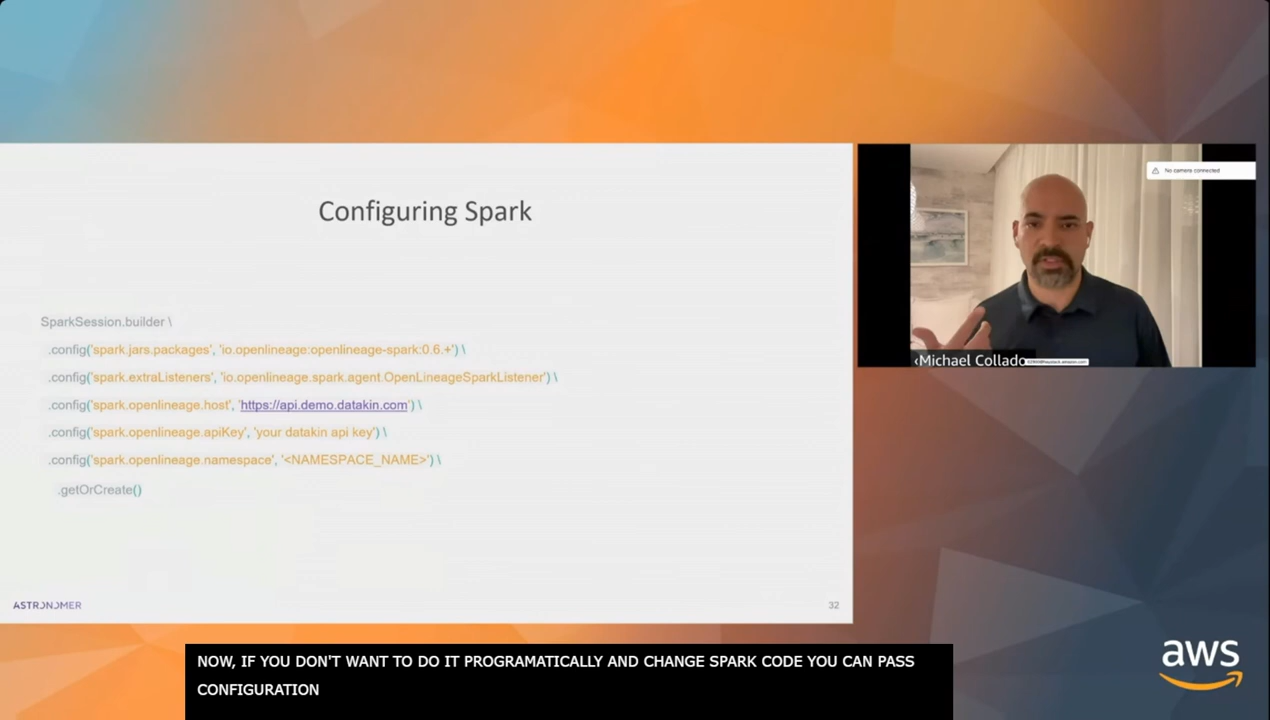 Configuring Spark
SparkSession.builder \
.config('spark.jars.packages', 'io.openlineage:openlineage-spark:0.6.+') \
.config('spark.extraListeners', 'io.openlineage.spark.agent.OpenLineageSparkListener') \
.config('spark.openlineage.host', 'https://api.demo.datakin.com') \
.config('spark.openlineage.apiKey', 'your datakin api key') \
.config('spark.openlineage.namespace', '<NAMESPACE_NAME>') \
.getOrCreate()
ASTRONOMER
32
No camera connected
Michael Collado
NOW, IF YOU DON'T WANT TO DO IT PROGRAMATICALLY AND CHANGE SPARK CODE YOU CAN PASS
CONFIGURATION
aws